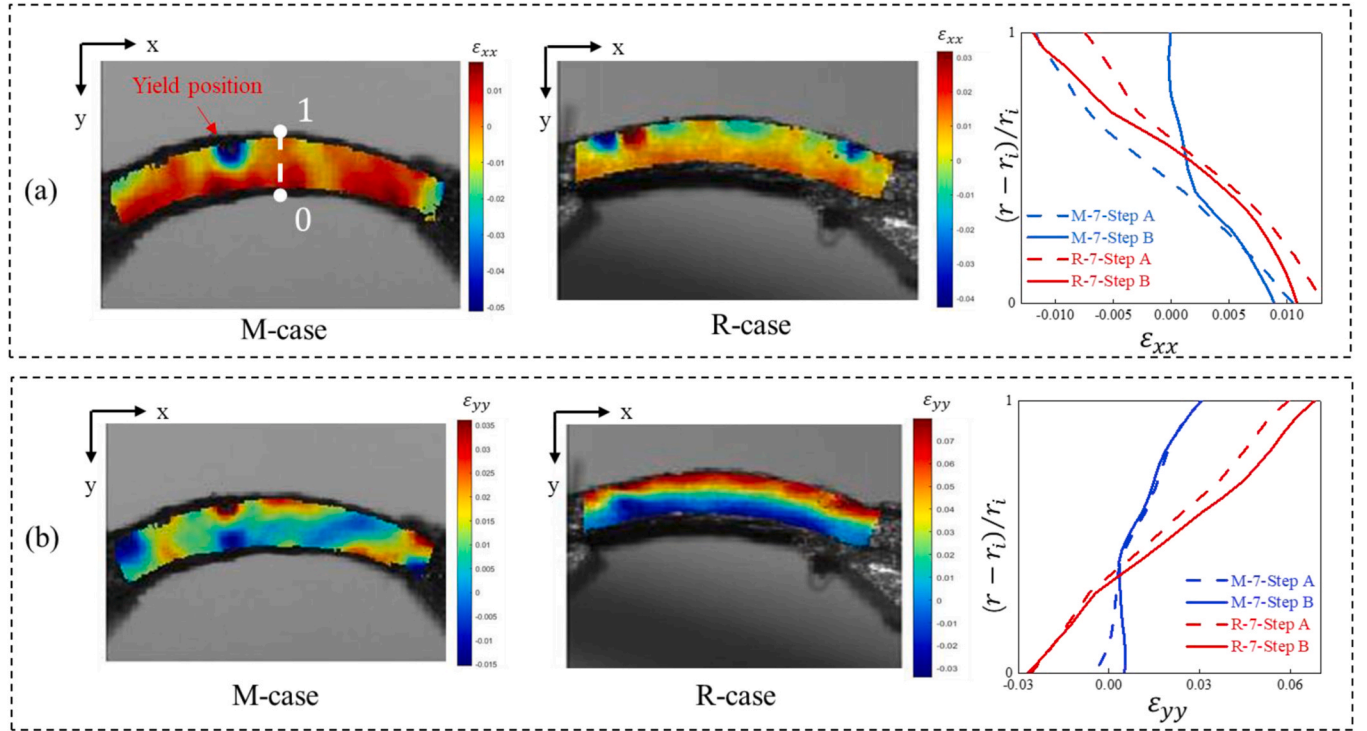 x
y
Yield position
1
0
ε_xx
0.01
0
-0.01
-0.02
-0.03
-0.04
-0.05
M-case
x
y
ε_xx
0.03
0.02
0.01
0
-0.01
-0.02
-0.03
-0.04
R-case
(a)
1
(r − r_i)/r_i
M-7-Step A
M-7-Step B
R-7-Step A
R-7-Step B
0
-0.010 -0.005 0.000 0.005 0.010
ε_xx
x
y
ε_yy
0.035
0.03
0.025
0.02
0.015
0.01
0.005
0
-0.005
-0.01
-0.015
M-case
x
y
ε_yy
0.07
0.06
0.05
0.04
0.03
0.02
0.01
0
-0.01
-0.02
-0.03
R-case
(b)
1
(r − r_i)/r_i
M-7-Step A
M-7-Step B
R-7-Step A
R-7-Step B
0
-0.03 0.00 0.03 0.06
ε_yy